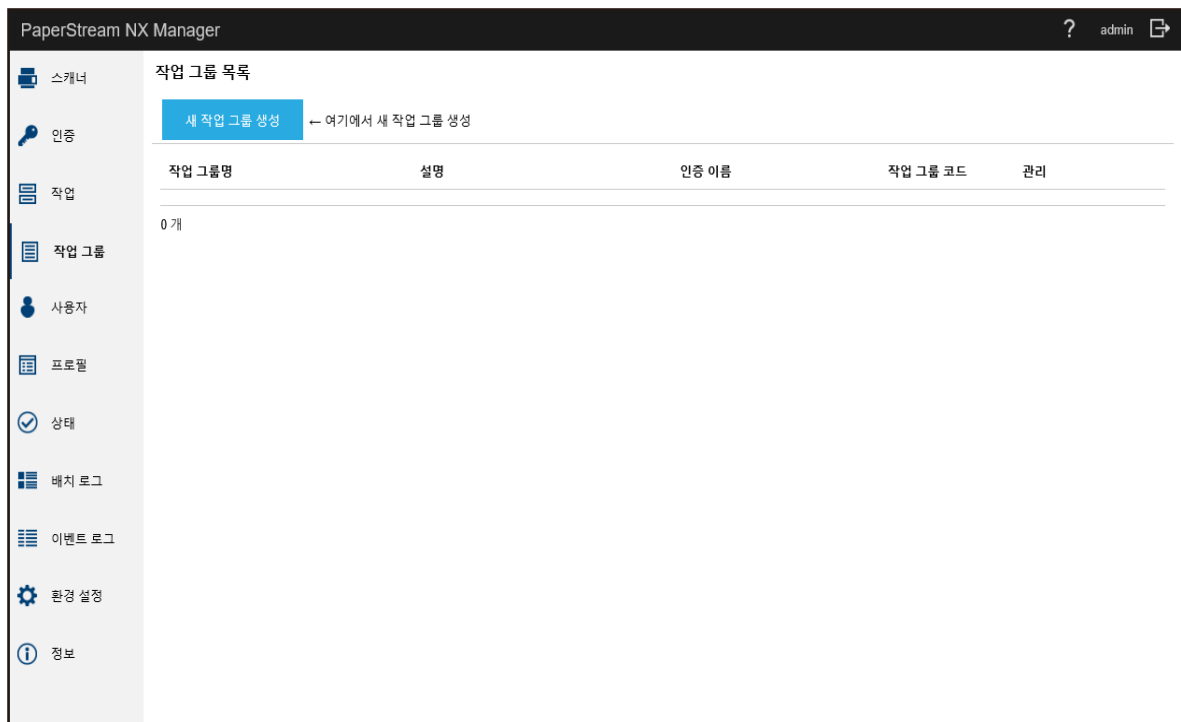 PaperStream NX Manager
? admin
스캐너
인증
작업
작업 그룹
사용자
프로필
상태
배치 로그
이벤트 로그
환경 설정
정보
작업 그룹 목록
새 작업 그룹 생성 ← 여기에서 새 작업 그룹 생성
작업 그룹명 설명 인증 이름 작업 그룹 코드 관리
0 개